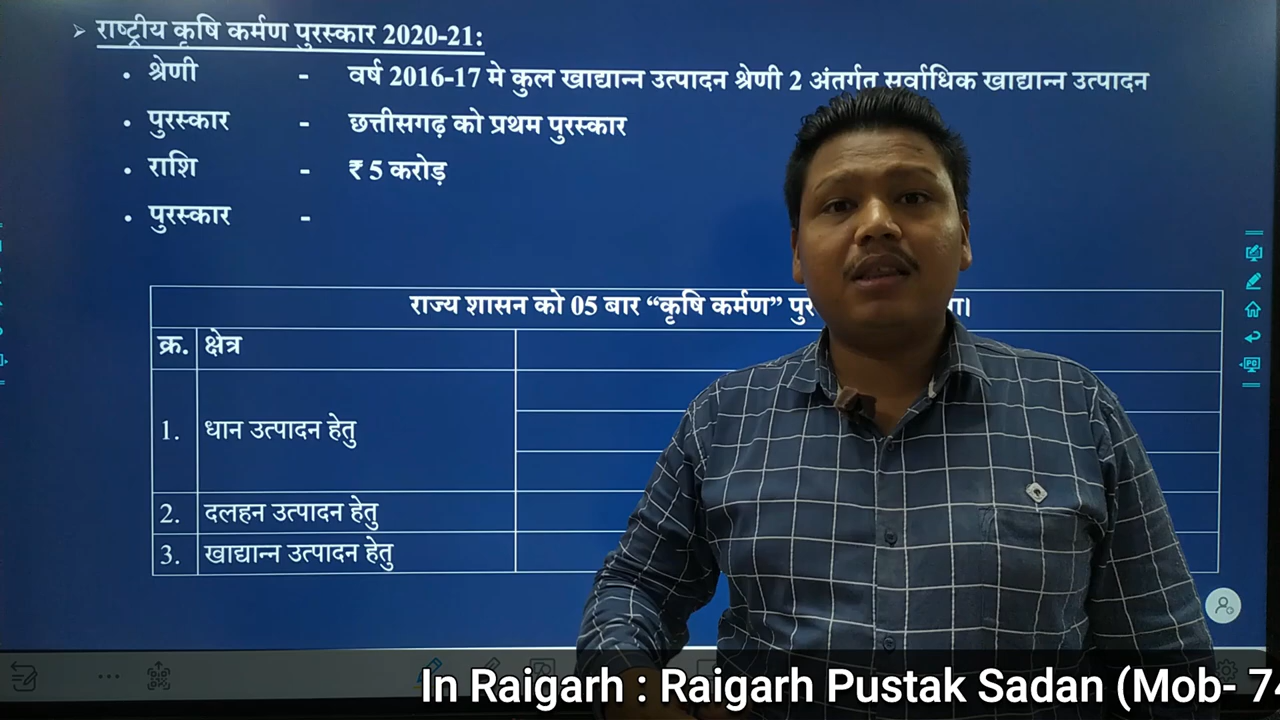 ➢ राष्ट्रीय कृषि कर्मण पुरस्कार 2020-21:
• श्रेणी - वर्ष 2016-17 मे कुल खाद्यान्न उत्पादन श्रेणी 2 अंतर्गत सर्वाधिक खाद्यान्न उत्पादन
• पुरस्कार - छत्तीसगढ़ को प्रथम पुरस्कार
• राशि - ₹ 5 करोड़
• पुरस्कार -
राज्य शासन को 05 बार “कृषि कर्मण”
क्र. क्षेत्र
1. धान उत्पादन हेतु
2. दलहन उत्पादन हेतु
3. खाद्यान्न उत्पादन हेतु
PC
In Raigarh : Raigarh Pustak Sadan (Mob- 74